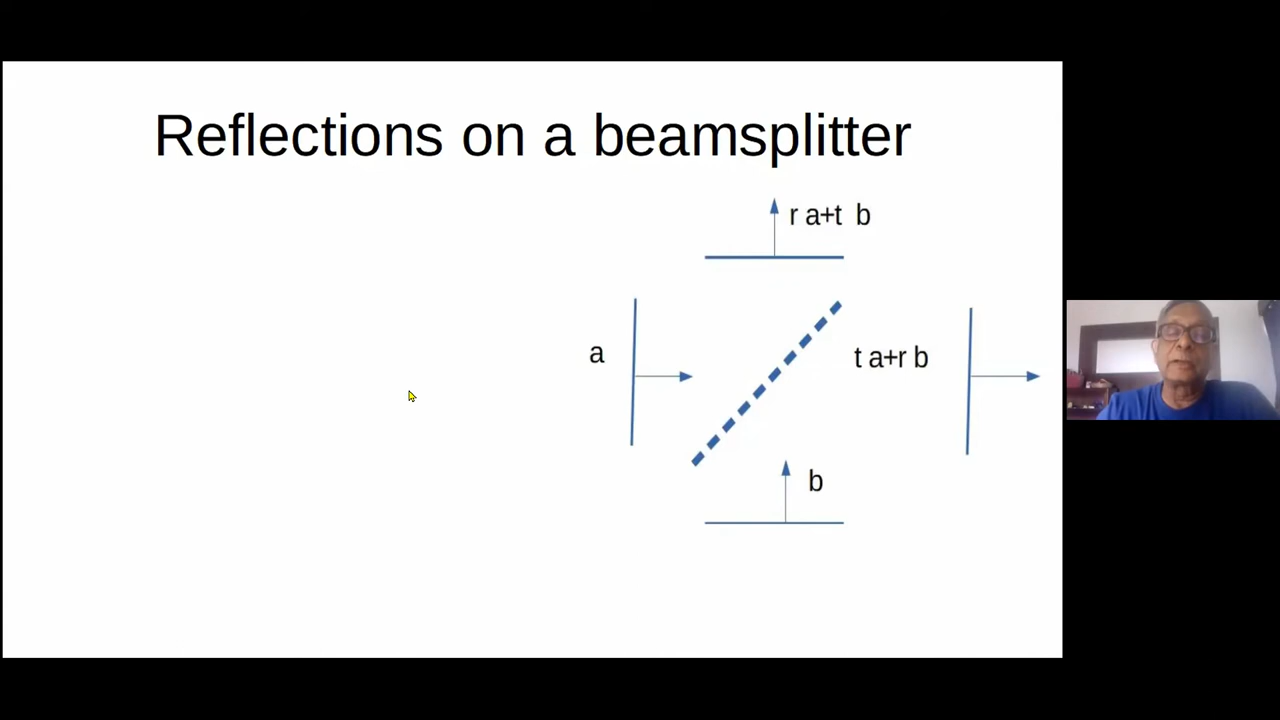 Reflections on a beamsplitter
r a+t b
a
t a+r b
b